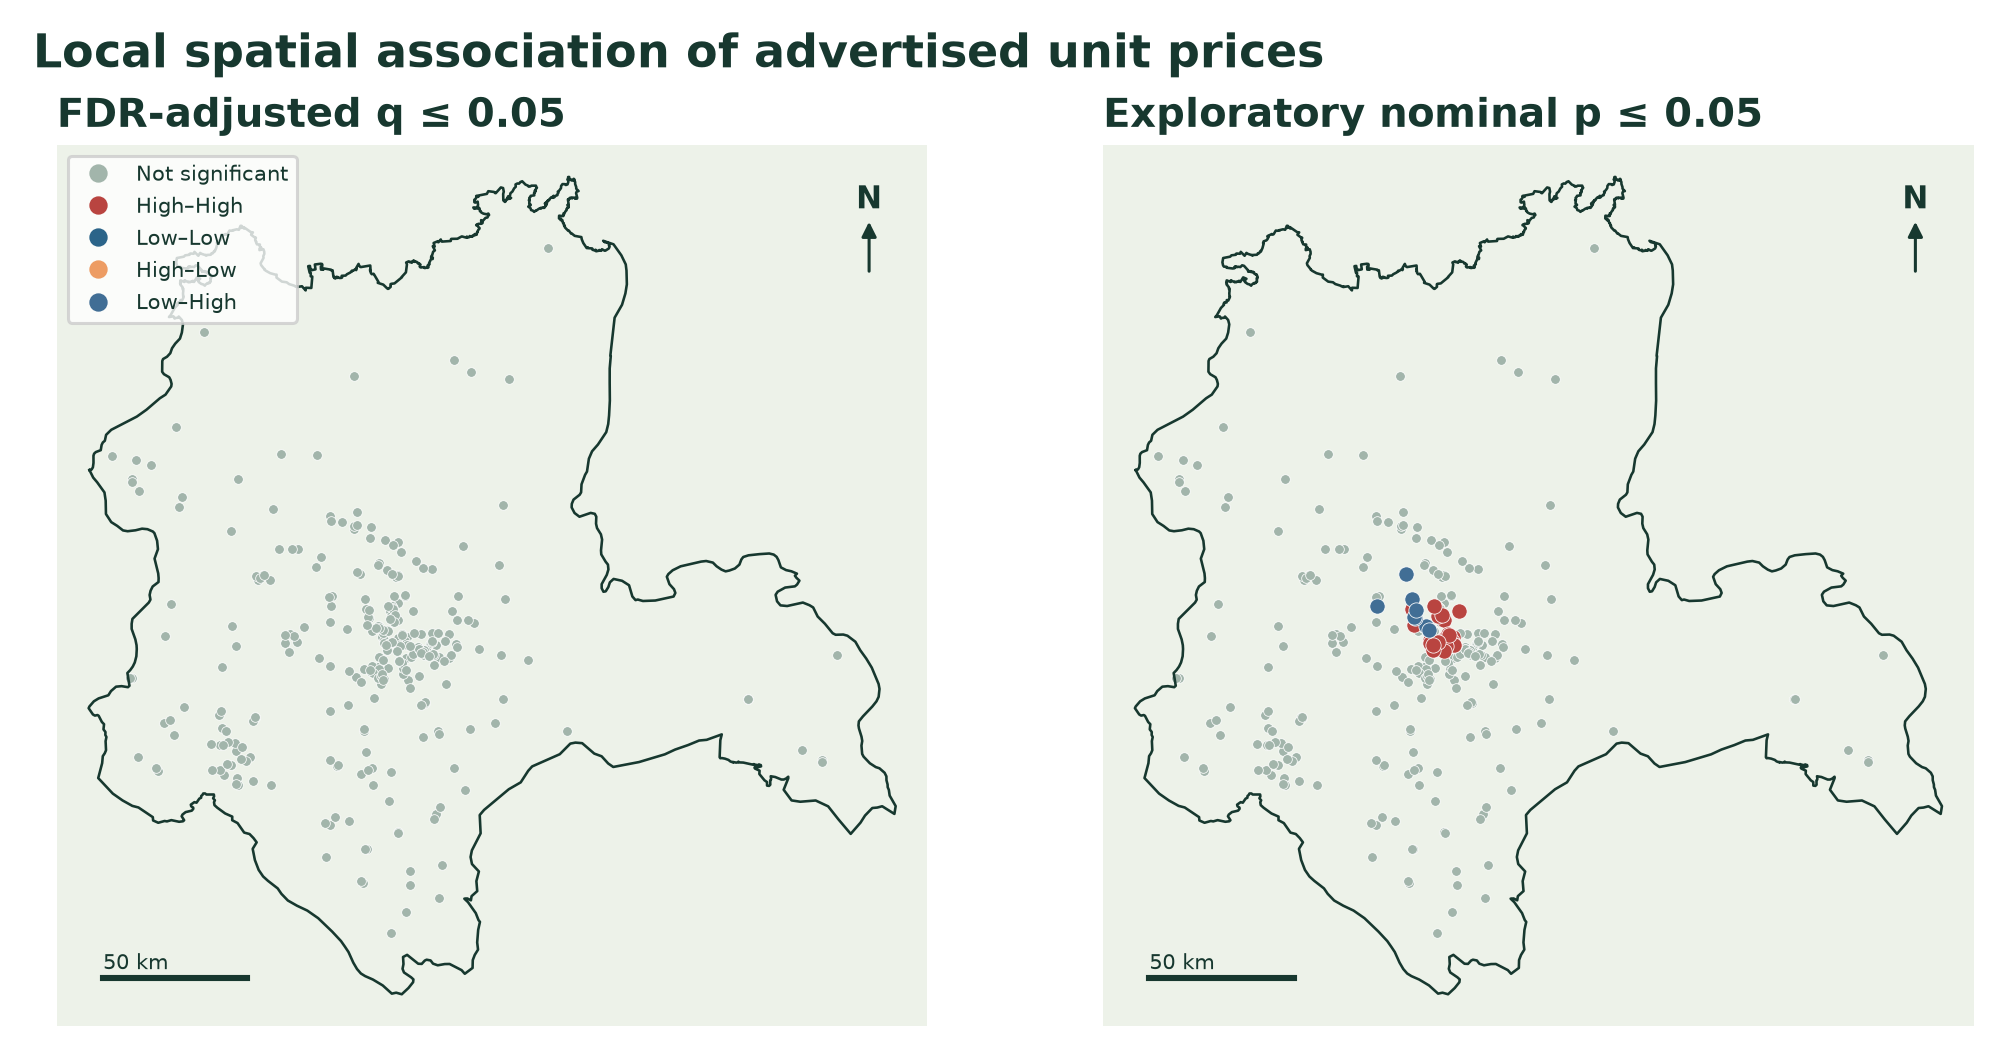 Local spatial association of advertised unit prices
FDR-adjusted q ≤ 0.05
Not significant
High–High
Low–Low
High–Low
Low–High
N
50 km
Exploratory nominal p ≤ 0.05
N
50 km